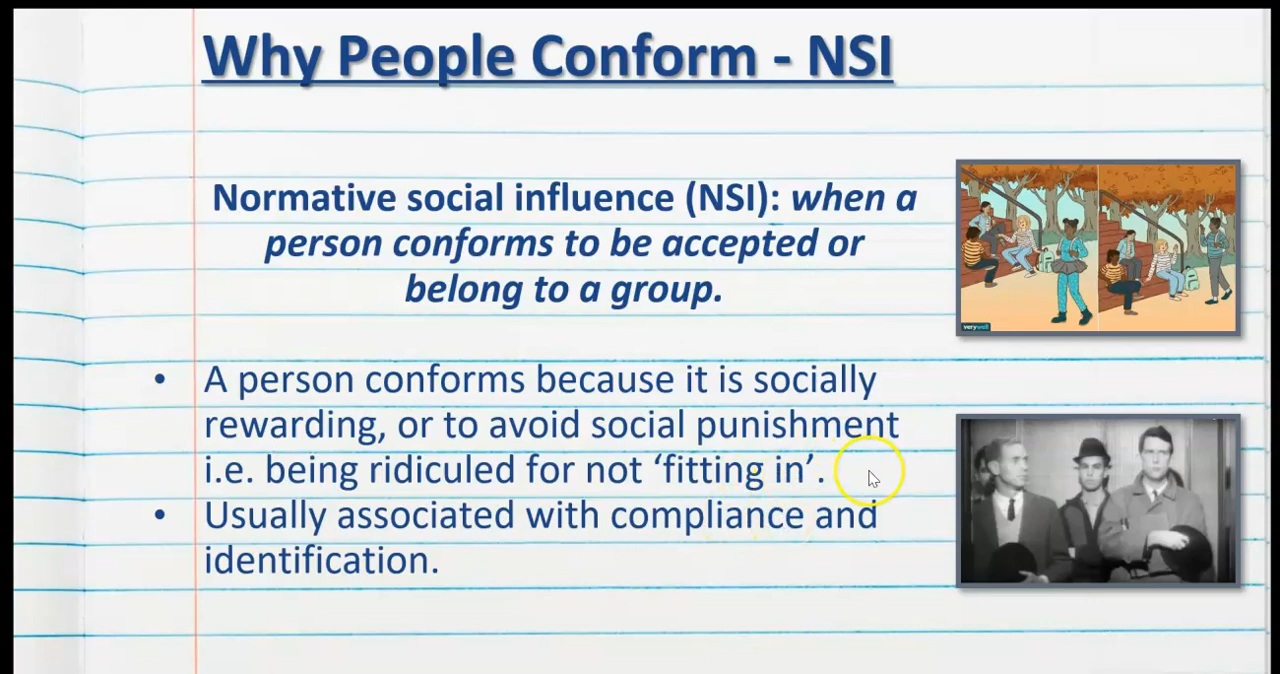 Why People Conform - NSI
Normative social influence (NSI): when a
person conforms to be accepted or
belong to a group.
• A person conforms because it is socially
rewarding, or to avoid social punishment
i.e. being ridiculed for not ‘fitting in’.
• Usually associated with compliance and
identification.
verywell